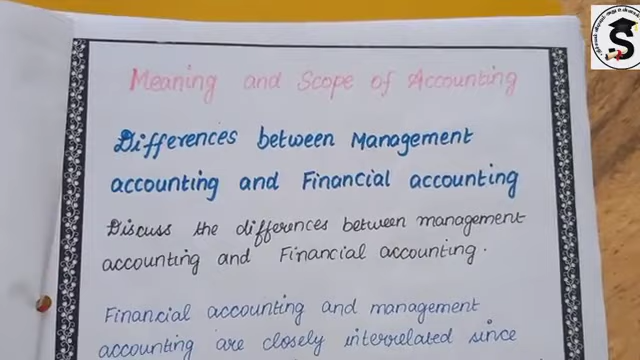 Meaning and Scope of Accounting
Differences between Management
accounting and Financial accounting
Discuss the differences between management
accounting and Financial accounting.
Financial accounting and management
accounting are closely interrelated since
S